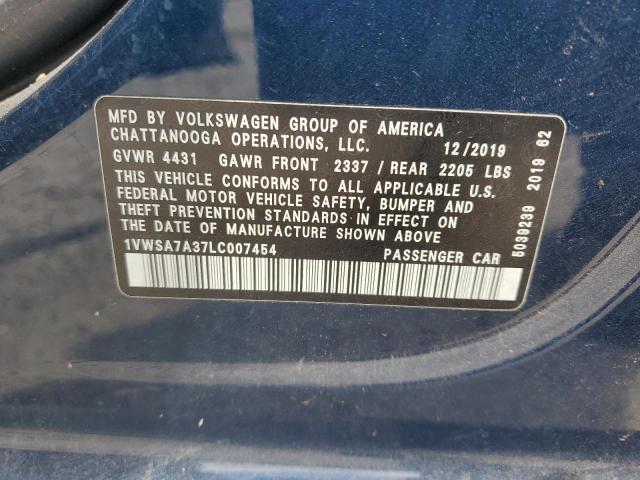 MFD BY VOLKSWAGEN GROUP OF AMERICA
CHATTANOOGA OPERATIONS, LLC. 12/2019
GVWR 4431 GAWR FRONT 2337 / REAR 2205 LBS
THIS VEHICLE CONFORMS TO ALL APPLICABLE U.S.
FEDERAL MOTOR VEHICLE SAFETY, BUMPER AND
THEFT PREVENTION STANDARDS IN EFFECT ON
THE DATE OF MANUFACTURE SHOWN ABOVE
1VWSA7A37LC007454 PASSENGER CAR
5039239 2019 62